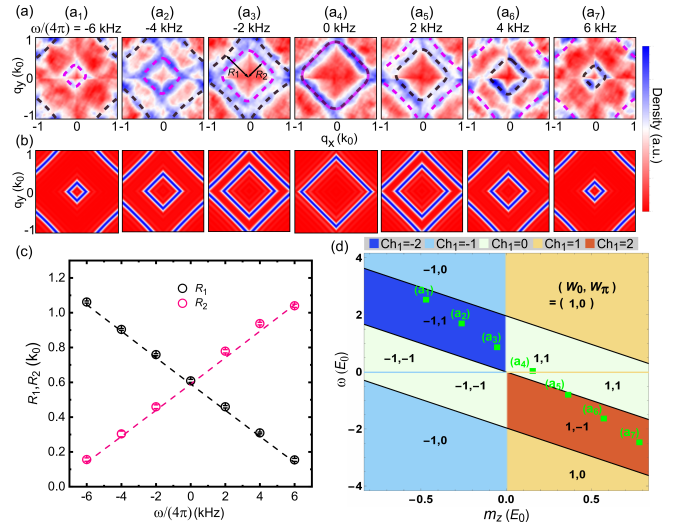 (a) (a₁) (a₂) (a₃) (a₄) (a₅) (a₆) (a₇)
ω/(4π) = -6 kHz -4 kHz -2 kHz 0 kHz 2 kHz 4 kHz 6 kHz
qy(k₀)
1
0
-1
R₁ R₂
-1 0 1 -1 0 1 -1 0 1 -1 0 1 -1 0 1 -1 0 1 -1 0 1
qx(k₀)
Density (a.u.)
(b)
qy(k₀)
1
0
-1
(c)
R₁, R₂ (k₀)
1.2
1.0
0.8
0.6
0.4
0.2
0.0
R₁
R₂
-6 -4 -2 0 2 4 6
ω/(4π)(kHz)
(d)
Ch₁=-2 Ch₁=-1 Ch₁=0 Ch₁=1 Ch₁=2
ω (E₀)
4
2
0
−2
−4
−1,0
(W₀, Wπ)
= (1,0)
(a₁)
(a₂)
−1,1
(a₃)
−1,−1
(a₄)
1,1
−1,−1
(a₅)
1,1
(a₆)
1,−1
(a₇)
−1,0
1,0
-0.5 0.0 0.5
mz (E₀)